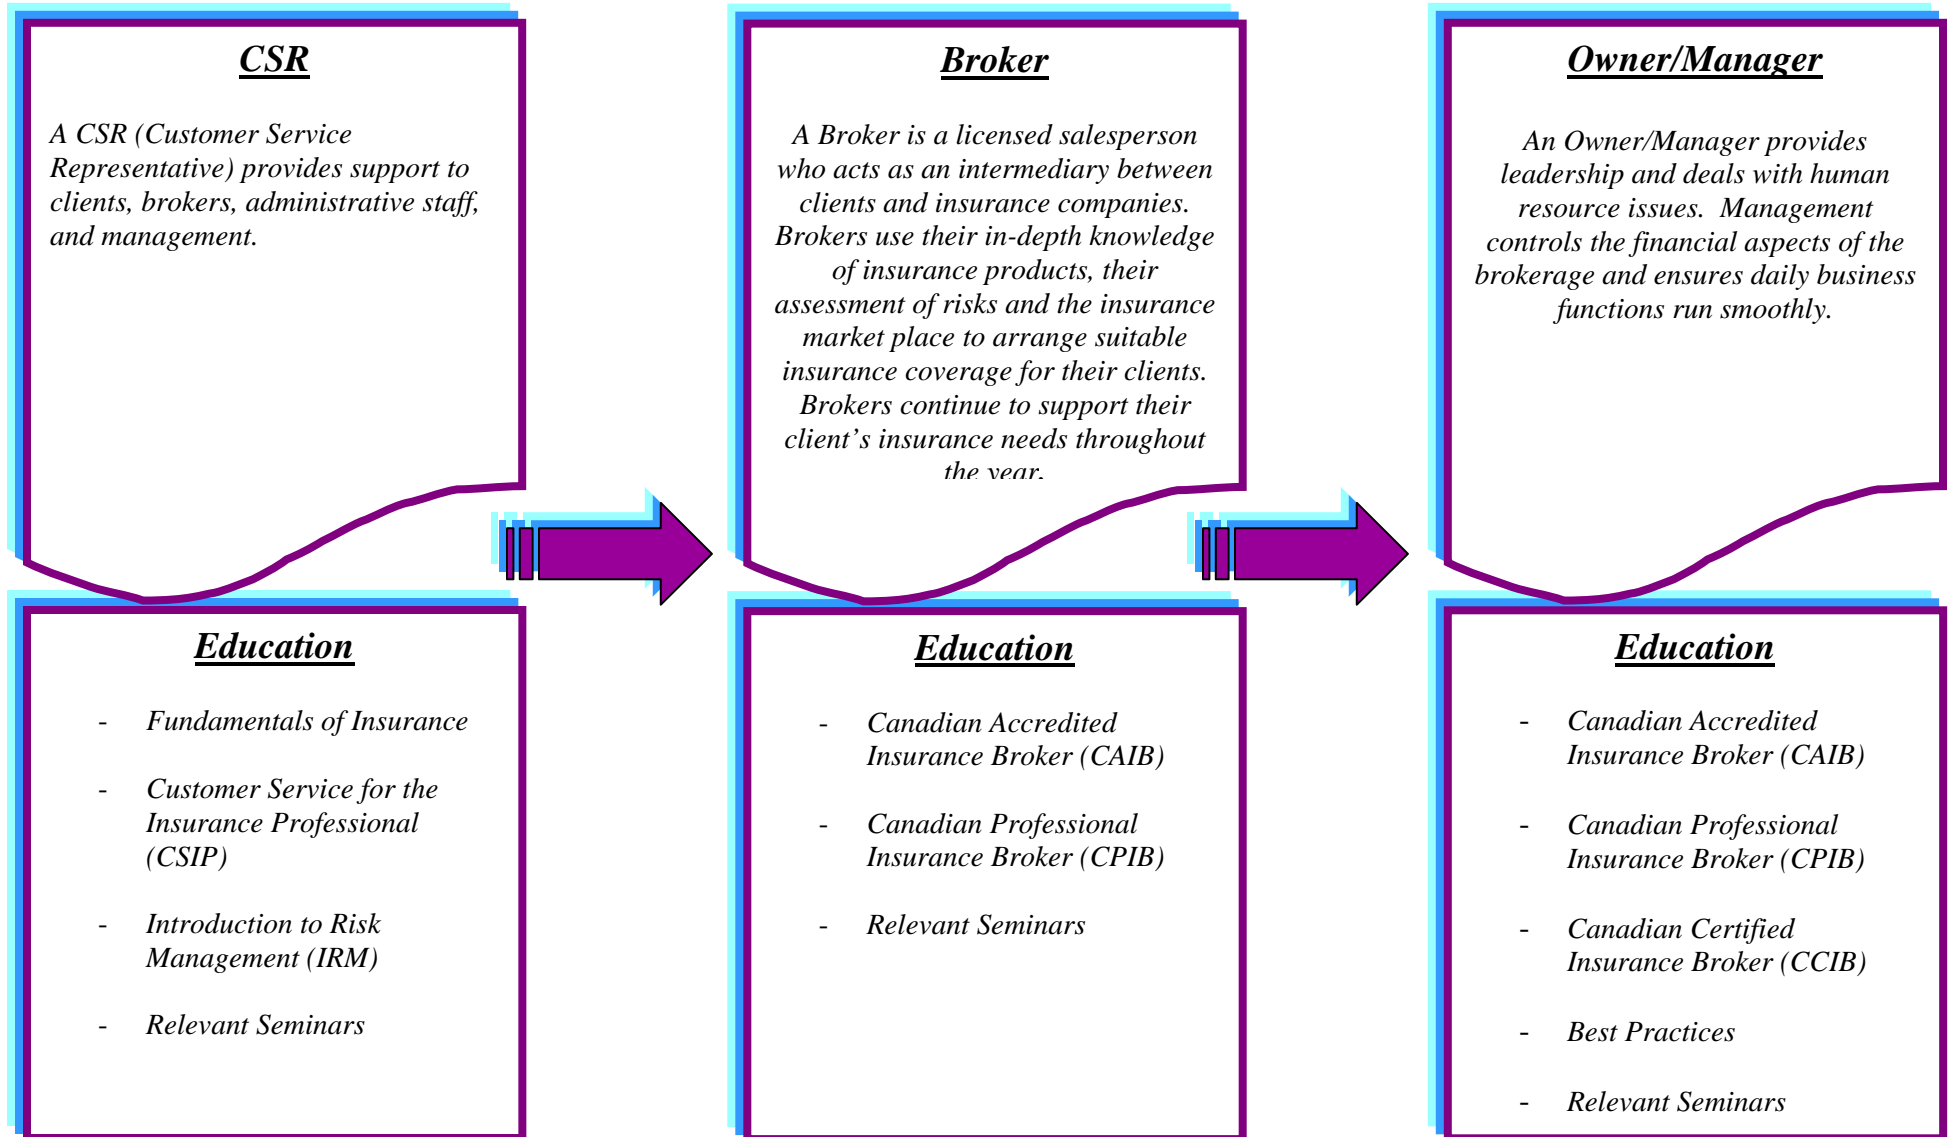 CSR
A CSR (Customer Service
Representative) provides support to
clients, brokers, administrative staff,
and management.
Broker
A Broker is a licensed salesperson
who acts as an intermediary between
clients and insurance companies.
Brokers use their in-depth knowledge
of insurance products, their
assessment of risks and the insurance
market place to arrange suitable
insurance coverage for their clients.
Brokers continue to support their
client’s insurance needs throughout
the year.
Owner/Manager
An Owner/Manager provides
leadership and deals with human
resource issues.  Management
controls the financial aspects of the
brokerage and ensures daily business
functions run smoothly.
Education
- Fundamentals of Insurance
- Customer Service for the
Insurance Professional
(CSIP)
- Introduction to Risk
Management (IRM)
- Relevant Seminars
Education
- Canadian Accredited
Insurance Broker (CAIB)
- Canadian Professional
Insurance Broker (CPIB)
- Relevant Seminars
Education
- Canadian Accredited
Insurance Broker (CAIB)
- Canadian Professional
Insurance Broker (CPIB)
- Canadian Certified
Insurance Broker (CCIB)
- Best Practices
- Relevant Seminars